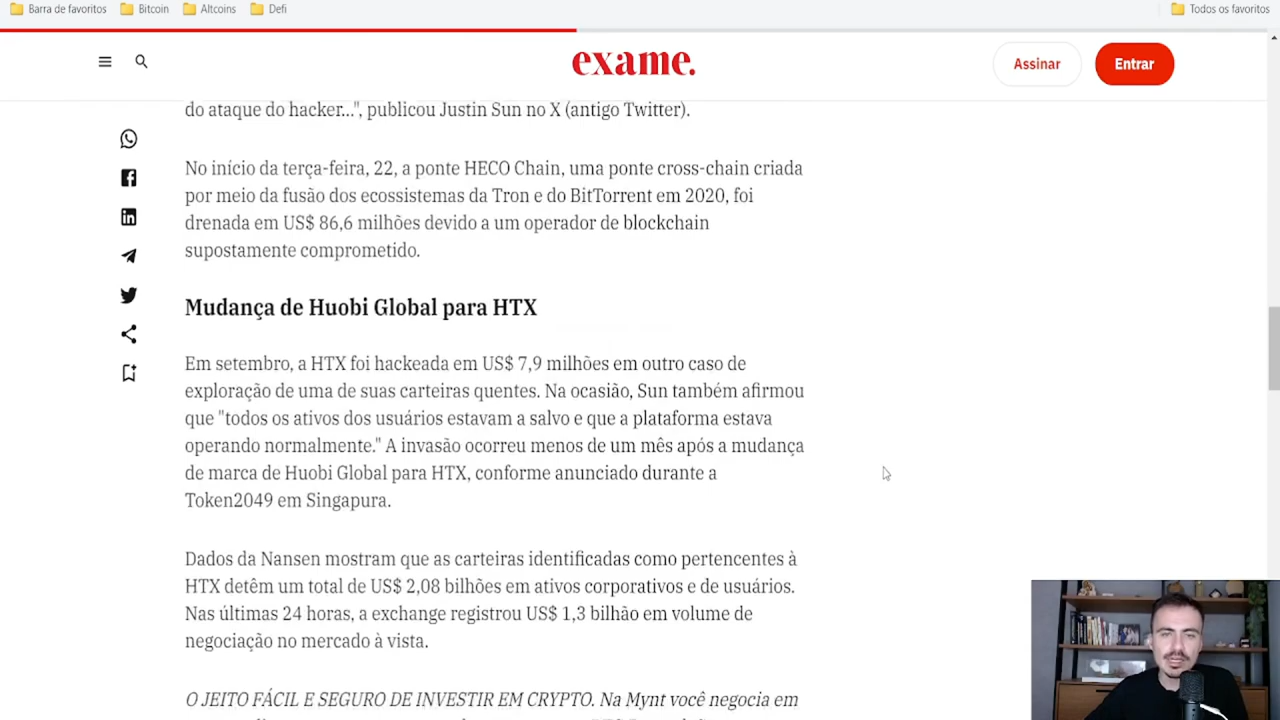 Barra de favoritos Bitcoin Altcoins Defi Todos os favoritos
exame.
Assinar Entrar
do ataque do hacker...", publicou Justin Sun no X (antigo Twitter).
No início da terça-feira, 22, a ponte HECO Chain, uma ponte cross-chain criada
por meio da fusão dos ecossistemas da Tron e do BitTorrent em 2020, foi
drenada em US$ 86,6 milhões devido a um operador de blockchain
supostamente comprometido.
Mudança de Huobi Global para HTX
Em setembro, a HTX foi hackeada em US$ 7,9 milhões em outro caso de
exploração de uma de suas carteiras quentes. Na ocasião, Sun também afirmou
que "todos os ativos dos usuários estavam a salvo e que a plataforma estava
operando normalmente." A invasão ocorreu menos de um mês após a mudança
de marca de Huobi Global para HTX, conforme anunciado durante a
Token2049 em Singapura.
Dados da Nansen mostram que as carteiras identificadas como pertencentes à
HTX detêm um total de US$ 2,08 bilhões em ativos corporativos e de usuários.
Nas últimas 24 horas, a exchange registrou US$ 1,3 bilhão em volume de
negociação no mercado à vista.
O JEITO FÁCIL E SEGURO DE INVESTIR EM CRYPTO. Na Mynt você negocia em